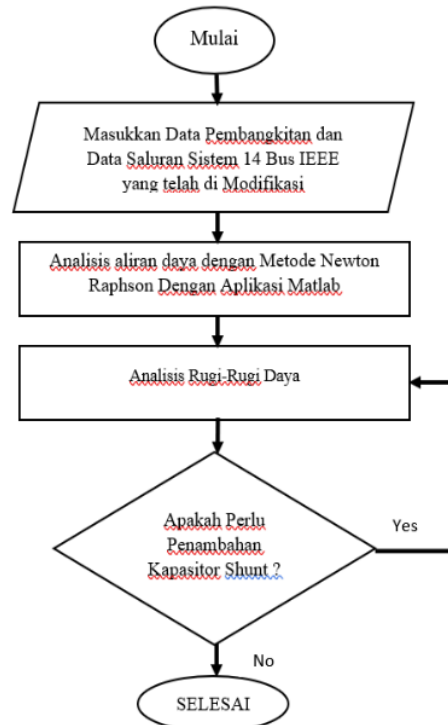 Mulai
Masukkan Data Pembangkitan dan
Data Saluran Sistem 14 Bus IEEE
yang telah di Modifikasi
Analisis aliran daya dengan Metode Newton
Raphson Dengan Aplikasi Matlab
Analisis Rugi-Rugi Daya
Apakah Perlu
Penambahan
Kapasitor Shunt ?
Yes
No
SELESAI